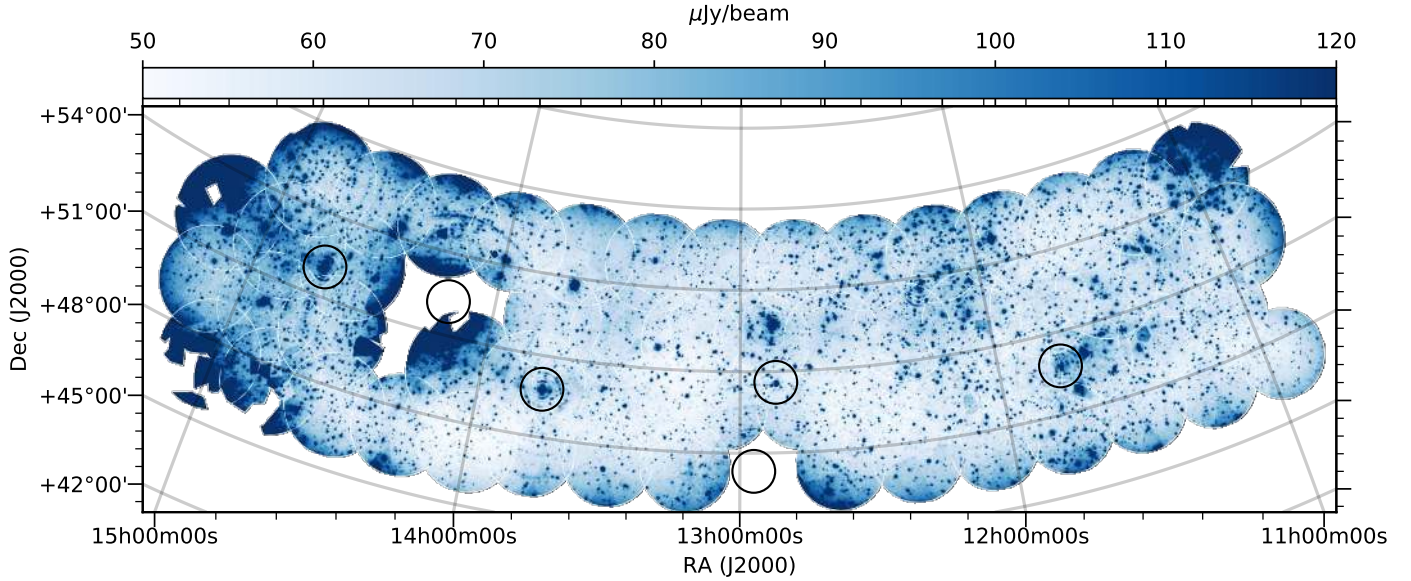 μJy/beam
50 60 70 80 90 100 110 120
+54°00'
+51°00'
+48°00'
+45°00'
+42°00'
Dec (J2000)
15h00m00s 14h00m00s 13h00m00s 12h00m00s 11h00m00s
RA (J2000)